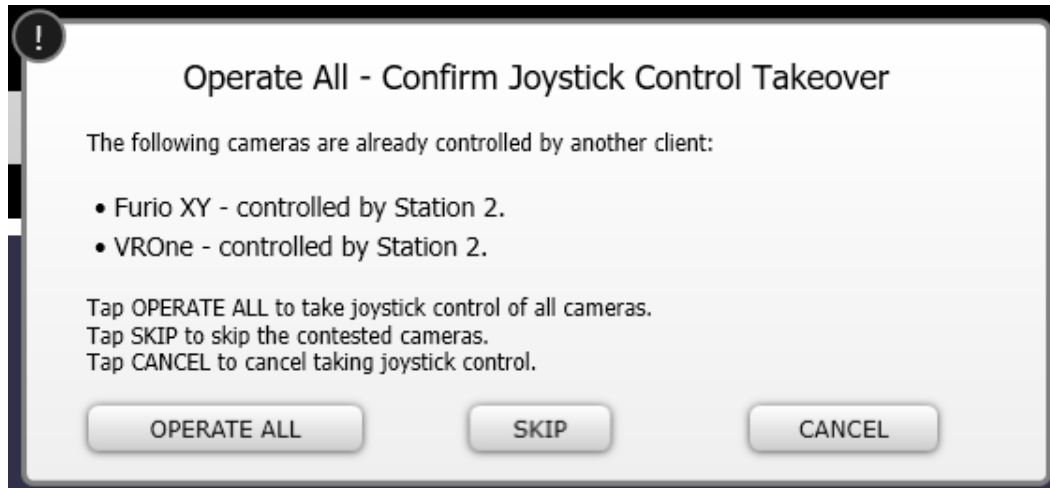 !
Operate All - Confirm Joystick Control Takeover
The following cameras are already controlled by another client:
• Furio XY - controlled by Station 2.
• VROne - controlled by Station 2.
Tap OPERATE ALL to take joystick control of all cameras.
Tap SKIP to skip the contested cameras.
Tap CANCEL to cancel taking joystick control.
OPERATE ALL SKIP CANCEL